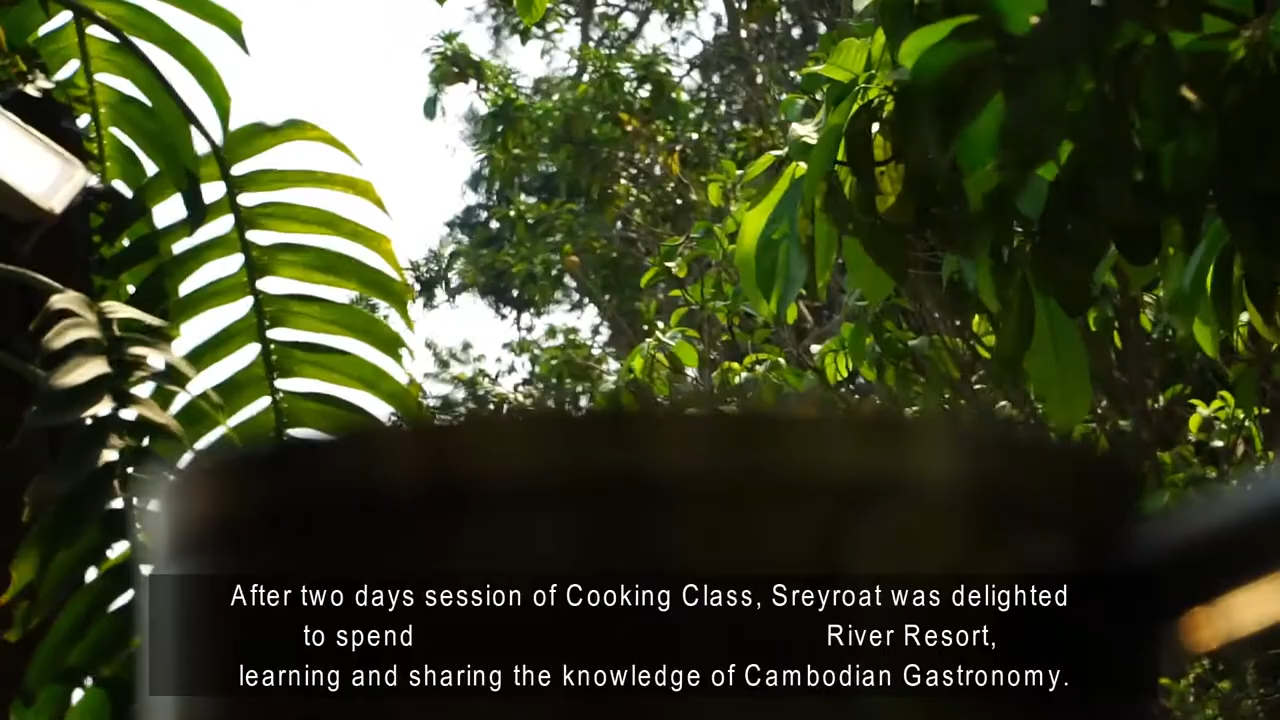 After two days session of Cooking Class, Sreyroat was delighted
to spend River Resort,
learning and sharing the knowledge of Cambodian Gastronomy.